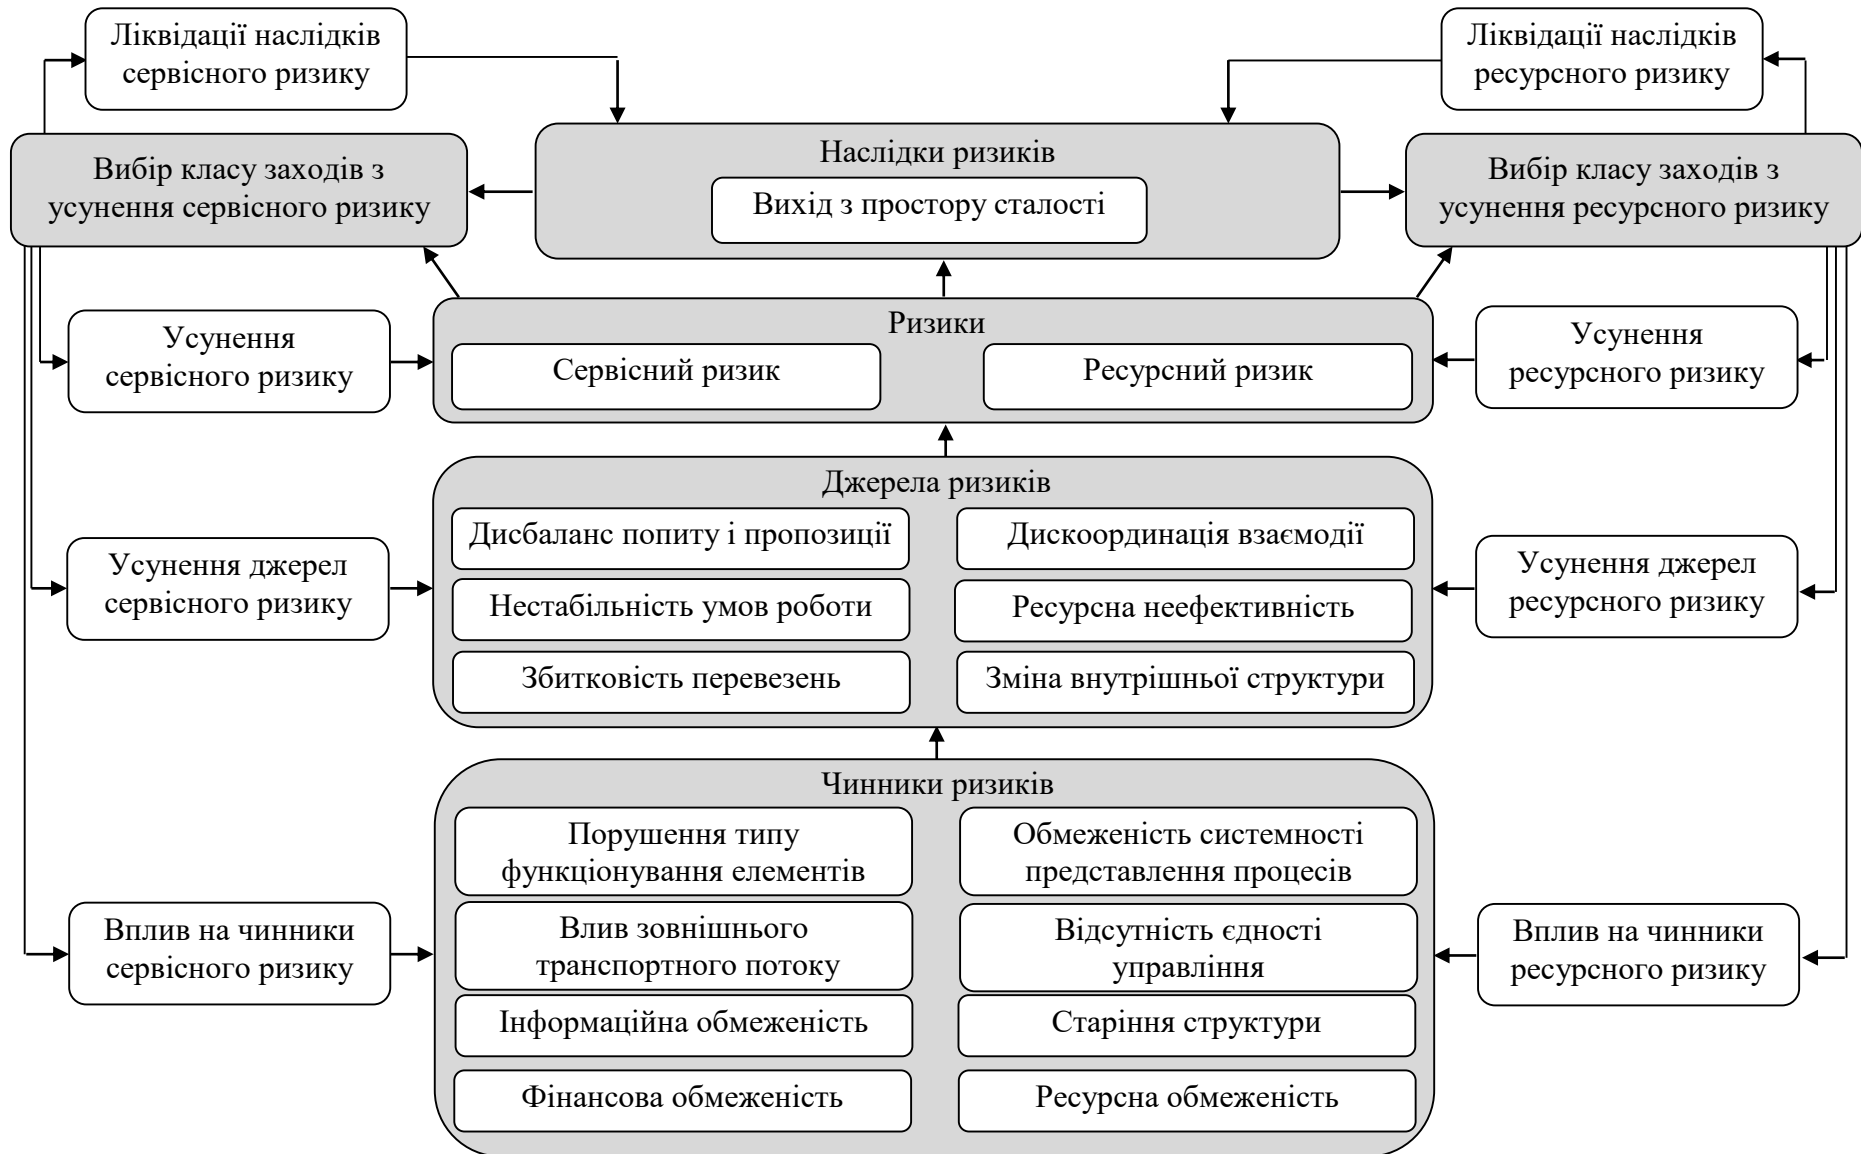 Ліквідації наслідків
сервісного ризику
Ліквідації наслідків
ресурсного ризику
Вибір класу заходів з
усунення сервісного ризику
Наслідки ризиків
Вихід з простору сталості
Вибір класу заходів з
усунення ресурсного ризику
Усунення
сервісного ризику
Ризики
Сервісний ризик
Ресурсний ризик
Усунення
ресурсного ризику
Джерела ризиків
Дисбаланс попиту і пропозиції
Дискоординація взаємодії
Усунення джерел
сервісного ризику
Нестабільність умов роботи
Ресурсна неефективність
Усунення джерел
ресурсного ризику
Збитковість перевезень
Зміна внутрішньої структури
Чинники ризиків
Порушення типу
функціонування елементів
Обмеженість системності
представлення процесів
Вплив на чинники
сервісного ризику
Влив зовнішнього
транспортного потоку
Відсутність єдності
управління
Вплив на чинники
ресурсного ризику
Інформаційна обмеженість
Старіння структури
Фінансова обмеженість
Ресурсна обмеженість